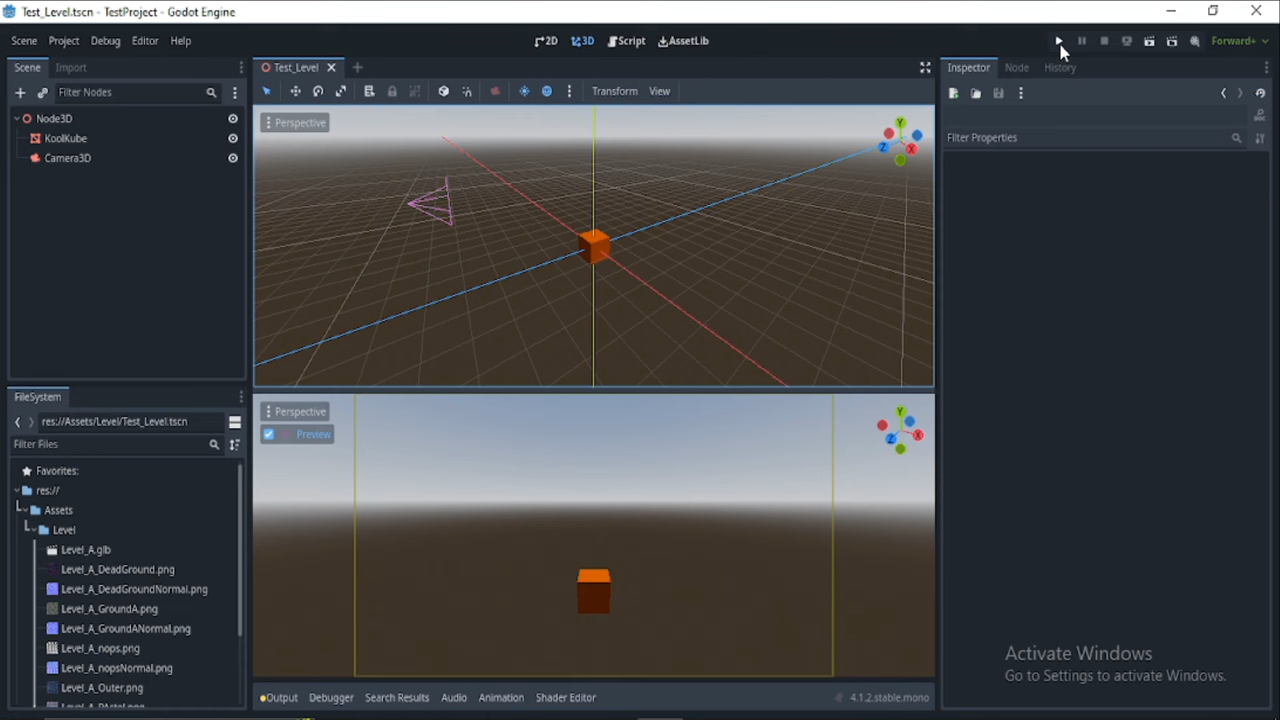 Test_Level.tscn - TestProject - Godot Engine
Scene Project Debug Editor Help
2D 3D Script AssetLib
Forward+
Scene Import
Filter Nodes
Node3D
KoolKube
Camera3D
Test_Level
Transform View
Perspective
Y
Z
X
Perspective
Preview
Y
Z
X
Inspector Node History
Filter Properties
FileSystem
res://Assets/Level/Test_Level.tscn
Filter Files
Favorites:
res://
Assets
Level
Level_A.glb
Level_A_DeadGround.png
Level_A_DeadGroundNormal.png
Level_A_GroundA.png
Level_A_GroundANormal.png
Level_A_nops.png
Level_A_nopsNormal.png
Level_A_Outer.png
Output Debugger Search Results Audio Animation Shader Editor
4.1.2.stable.mono
Activate Windows
Go to Settings to activate Windows.